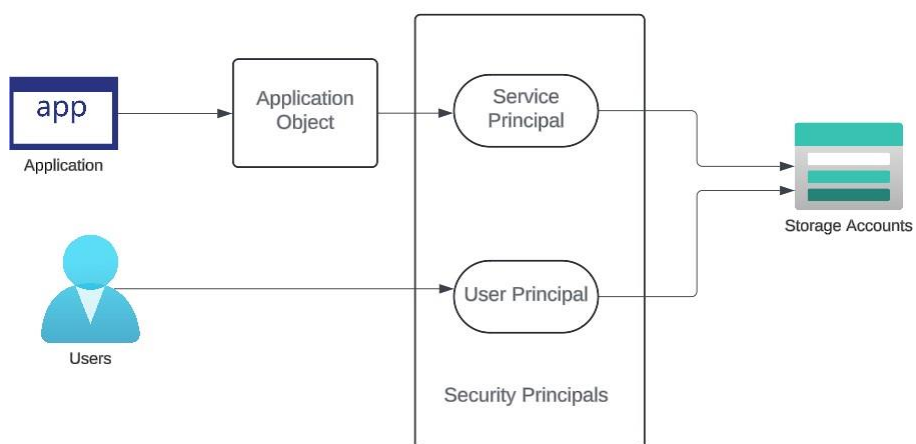 app
Application
Application
Object
Service
Principal
Storage Accounts
User Principal
Users
Security Principals